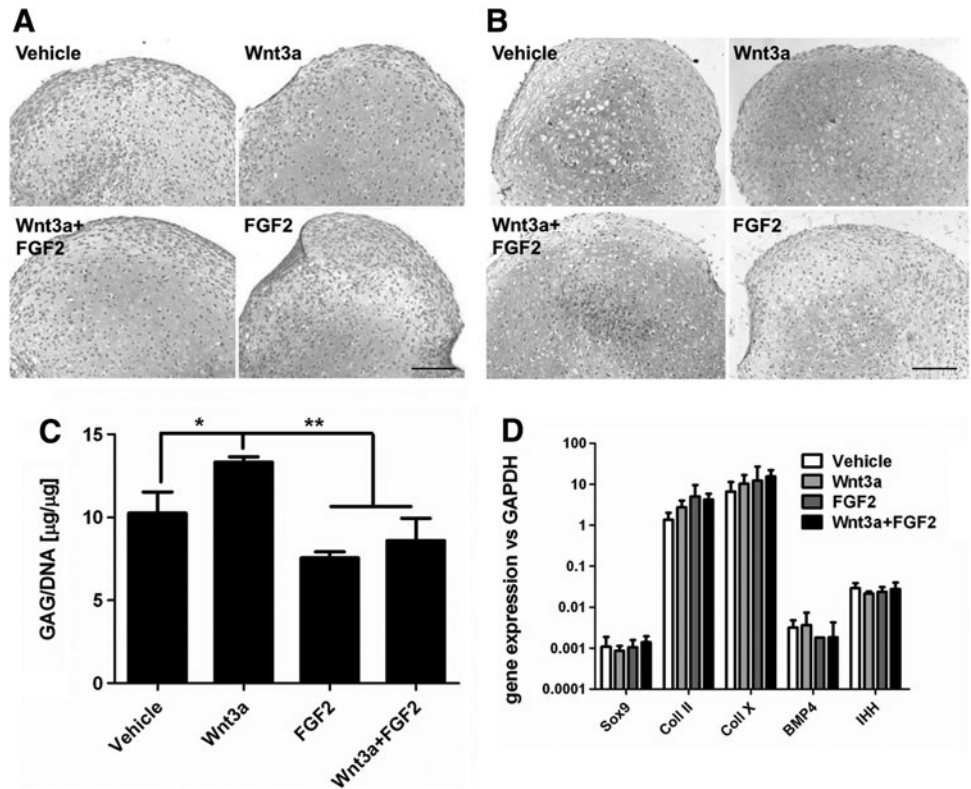 A
Vehicle
Wnt3a
Wnt3a+
FGF2
FGF2
B
Vehicle
Wnt3a
Wnt3a+
FGF2
FGF2
C
GAG/DNA [µg/µg]
15
10
5
0
*
**
Vehicle
Wnt3a
FGF2
Wnt3a+FGF2
D
gene expression vs GAPDH
100
10
1
0.1
0.01
0.001
0.0001
Vehicle
Wnt3a
FGF2
Wnt3a+FGF2
Sox9
Coll II
Coll X
BMP4
IHH